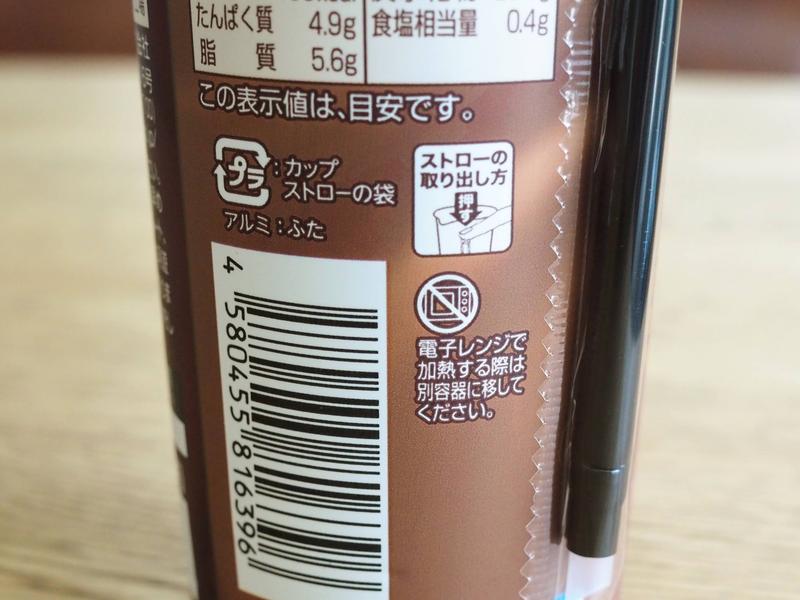 たんぱく質 4.9g 食塩相当量 0.4g
脂質 5.6g
この表示値は、目安です。
プラ:カップ
ストローの袋
アルミ:ふた
ストローの
取り出し方
押す
電子レンジで
加熱する際は
別容器に移して
ください。
4 580455 816396